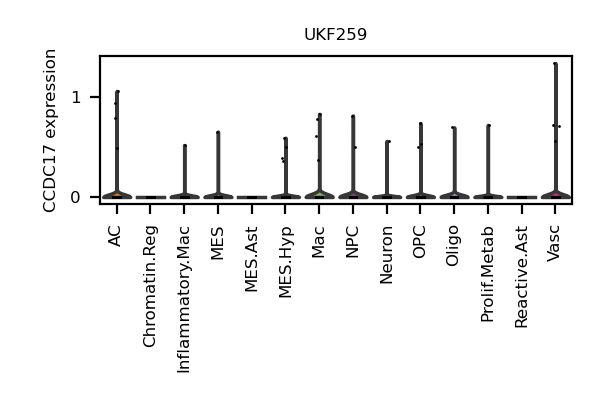 UKF259
CCDC17 expression
1
0
AC
Chromatin.Reg
Inflammatory.Mac
MES
MES.Ast
MES.Hyp
Mac
NPC
Neuron
OPC
Oligo
Prolif.Metab
Reactive.Ast
Vasc